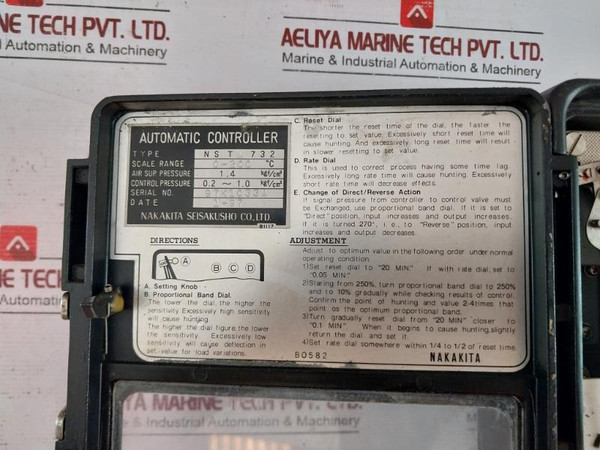 AELIYA MARINE TECH PVT. LTD.
Marine & Industrial Automation & Machinery
TECH PVT. LTD.
Automation & Machinery
AUTOMATIC CONTROLLER
TYPE NST 732
SCALE RANGE °C
AIR SUP PRESSURE 1.4 kgf/cm²
CONTROL PRESSURE 0.2 ~ 1.0 kgf/cm²
SERIAL NO.
DATE
NAKAKITA SEISAKUSHO CO., LTD.
B1117
DIRECTIONS
A
B C D
A. Setting Knob
B. Proportional Band Dial.
The lower the dial, the higher the
sensitivity. Excessively high sensitivity
will cause hunting.
The higher the dial figure, the lower
the sensitivity. Excessively low
sensitivity will cause deflection in
set-value for load variations.
C. Reset Dial
The shorter the reset time of the dial, the faster the
resetting to set value. Excessively short reset time will
cause hunting. And excessively long reset time will result
in slower resetting to set value.
D. Rate Dial
This is used to correct process having some time lag.
Excessively long rate time will cause hunting. Excessively
short rate time will decrease effects.
E. Change of Direct/Reverse Action
If signal pressure from controller to control valve must
be Exchanged, use proportional band dial. If it is set to
"Direct" position, input increases and output increases.
If it turned 270°, i.e., to "Reverse" position, input
increases and output decreases.
ADJUSTMENT
Adjust to optimum value in the following order under normal
operating condition.
1)Set reset dial to "20 MIN" If with rate dial, set to
"0.05 MIN"
2)Staring from 250%, turn proportional band dial to 250%
and to 10% gradually while checking results of control.
Confirm the point of hunting and value 2-4times that
point os the optimum proportional band.
3)Turn gradually reset dial from "20 MIN" closer to
"0.1 MIN" When it begins to cause hunting, slightly
return the dial and set it.
4)Set rate dial somewhere within 1/4 to 1/2 of reset time.
B0582
NAKAKITA
AELIYA MARINE TECH PVT. LTD.
Marine & Industrial Automation & Machinery